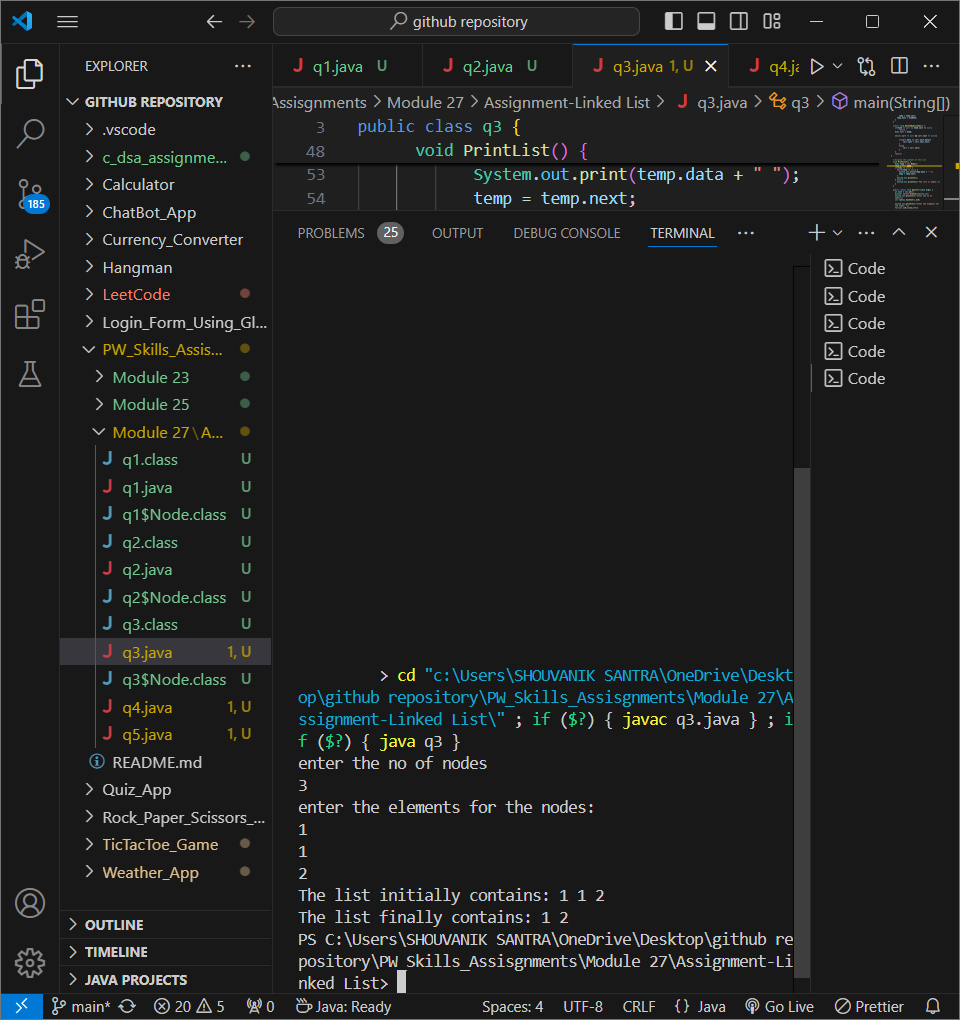 github repository
EXPLORER
GITHUB REPOSITORY
.vscode
c_dsa_assignme...
Calculator
ChatBot_App
Currency_Converter
Hangman
LeetCode
Login_Form_Using_Gl...
PW_Skills_Assis...
Module 23
Module 25
Module 27\A...
q1.class U
q1.java U
q1$Node.class U
q2.class U
q2.java U
q2$Node.class U
q3.class U
q3.java 1, U
q3$Node.class U
q4.java 1, U
q5.java 1, U
README.md
Quiz_App
Rock_Paper_Scissors_...
TicTacToe_Game
Weather_App
OUTLINE
TIMELINE
JAVA PROJECTS
185
q1.java U q2.java U q3.java 1, U q4.ja
Assisgnments > Module 27 > Assignment-Linked List > q3.java > q3 > main(String[])
3 public class q3 {
48 void PrintList() {
53 System.out.print(temp.data + " ");
54 temp = temp.next;
PROBLEMS 25 OUTPUT DEBUG CONSOLE TERMINAL
Code
Code
Code
Code
Code
> cd "c:\Users\SHOUVANIK SANTRA\OneDrive\Deskt
op\github repository\PW_Skills_Assisgnments\Module 27\A
ssignment-Linked List\" ; if ($?) { javac q3.java } ; i
f ($?) { java q3 }
enter the no of nodes
3
enter the elements for the nodes:
1
1
2
The list initially contains: 1 1 2
The list finally contains: 1 2
PS C:\Users\SHOUVANIK SANTRA\OneDrive\Desktop\github re
pository\PW_Skills_Assisgnments\Module 27\Assignment-Li
nked List>
main* 20 5 0 Java: Ready Spaces: 4 UTF-8 CRLF {} Java Go Live Prettier